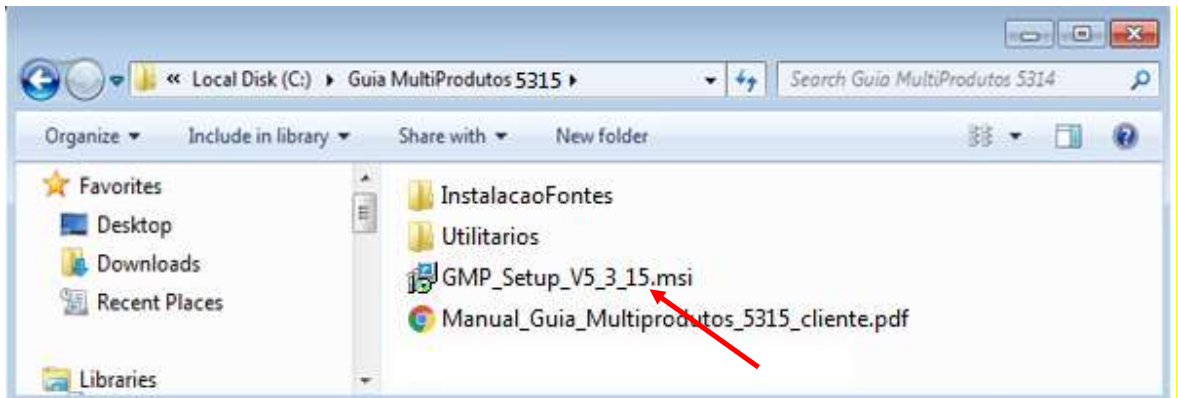 « Local Disk (C:) ▸ Guia MultiProdutos 5315 ▸ Search Guia MultiProdutos 5314
Organize Include in library Share with New folder
Favorites
Desktop
Downloads
Recent Places
Libraries
InstalacaoFontes
Utilitarios
GMP_Setup_V5_3_15.msi
Manual_Guia_Multiprodutos_5315_cliente.pdf